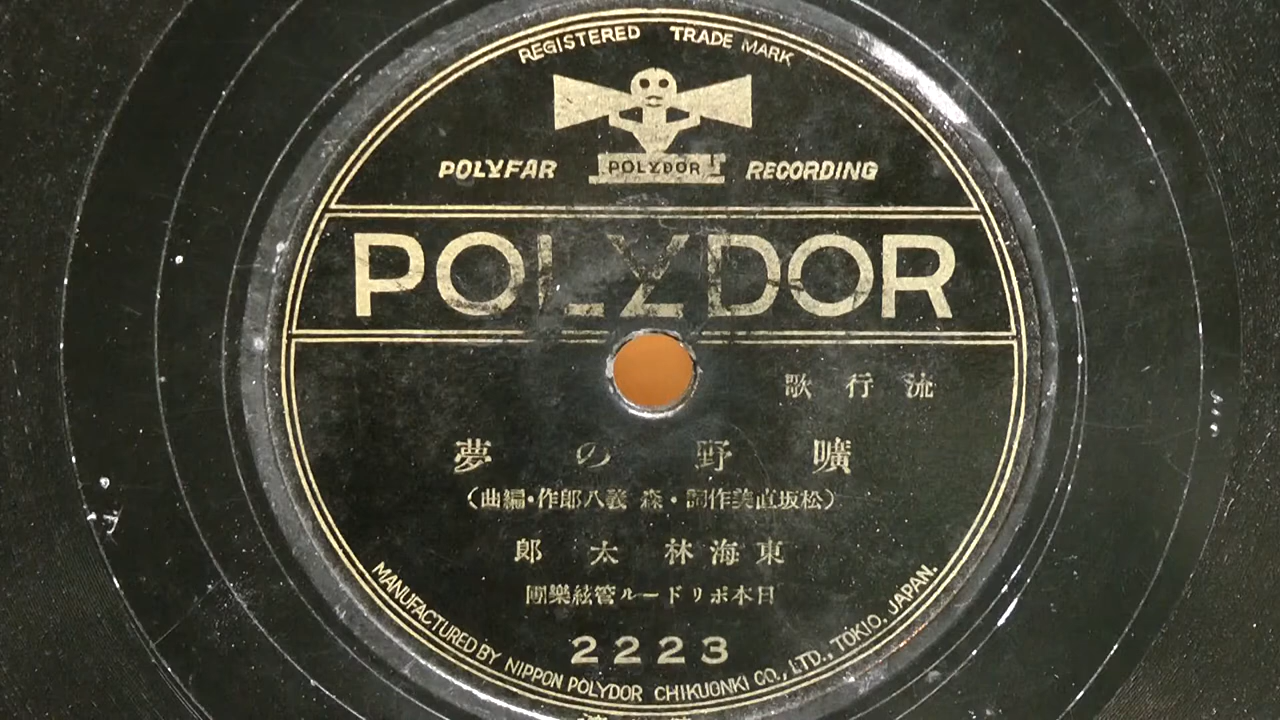 REGISTERED TRADE MARK
POLYFAR POLYDOR RECORDING
POLYDOR
流行歌
曠野の夢
(松坂直美作詞・森 義八郎作・編曲)
東海林太郎
日本ポリドール管絃樂團
2223
MANUFACTURED BY NIPPON POLYDOR CHIKUONKI CO., LTD., TOKIO, JAPAN.